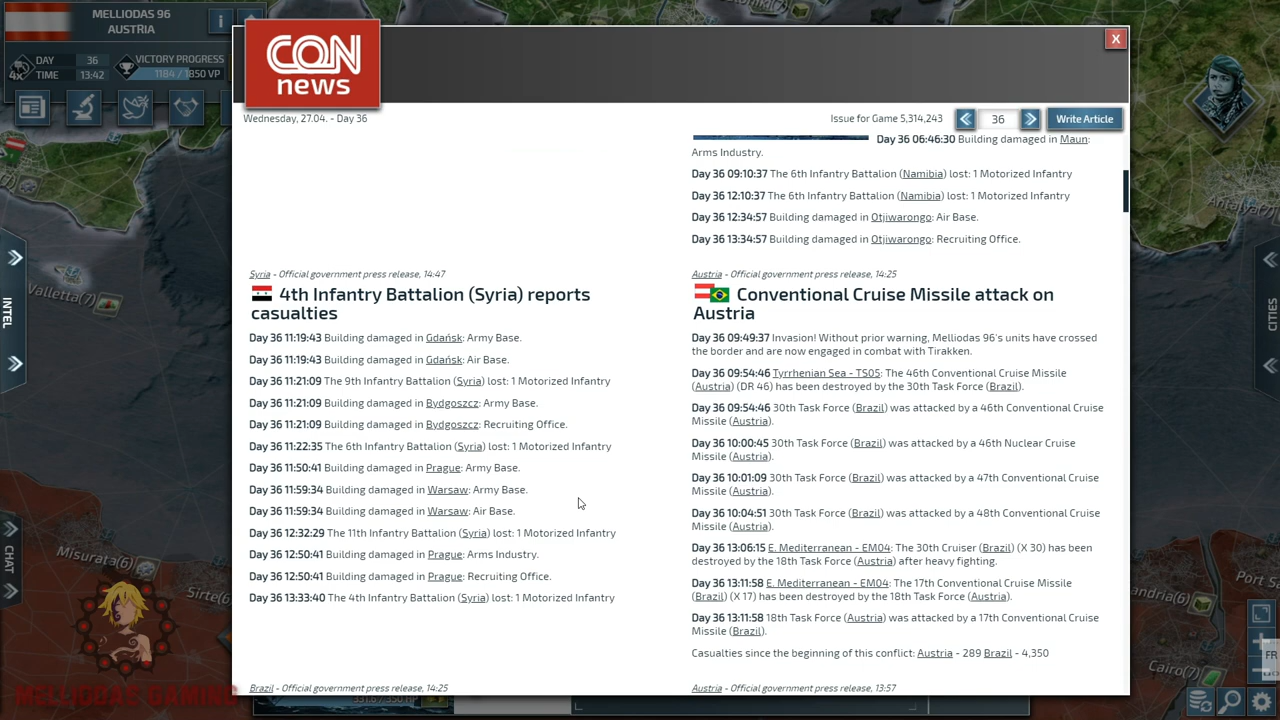 MELLIODAS 96
AUSTRIA
i
4X
DAY 36
TIME 13:42
VICTORY PROGRESS
1184 / 1850 VP
CON
news
X
Wednesday, 27.04. - Day 36
Issue for Game 5,314,243
36
Write Article
Day 36 06:46:30 Building damaged in Maun:
Arms Industry.
Day 36 09:10:37 The 6th Infantry Battalion (Namibia) lost: 1 Motorized Infantry
Day 36 12:10:37 The 6th Infantry Battalion (Namibia) lost: 1 Motorized Infantry
Day 36 12:34:57 Building damaged in Otjiwarongo: Air Base.
Day 36 13:34:57 Building damaged in Otjiwarongo: Recruiting Office.
Syria - Official government press release, 14:47
4th Infantry Battalion (Syria) reports
casualties
Day 36 11:19:43 Building damaged in Gdańsk: Army Base.
Day 36 11:19:43 Building damaged in Gdańsk: Air Base.
Day 36 11:21:09 The 9th Infantry Battalion (Syria) lost: 1 Motorized Infantry
Day 36 11:21:09 Building damaged in Bydgoszcz: Army Base.
Day 36 11:21:09 Building damaged in Bydgoszcz: Recruiting Office.
Day 36 11:22:35 The 6th Infantry Battalion (Syria) lost: 1 Motorized Infantry
Day 36 11:50:41 Building damaged in Prague: Army Base.
Day 36 11:59:34 Building damaged in Warsaw: Army Base.
Day 36 11:59:34 Building damaged in Warsaw: Air Base.
Day 36 12:32:29 The 11th Infantry Battalion (Syria) lost: 1 Motorized Infantry
Day 36 12:50:41 Building damaged in Prague: Arms Industry.
Day 36 12:50:41 Building damaged in Prague: Recruiting Office.
Day 36 13:33:40 The 4th Infantry Battalion (Syria) lost: 1 Motorized Infantry
Brazil - Official government press release, 14:25
Austria - Official government press release, 14:25
Conventional Cruise Missile attack on
Austria
Day 36 09:49:37 Invasion! Without prior warning, Melliodas 96's units have crossed
the border and are now engaged in combat with Tirakken.
Day 36 09:54:46 Tyrrhenian Sea - TS05: The 46th Conventional Cruise Missile
(Austria) (DR 46) has been destroyed by the 30th Task Force (Brazil).
Day 36 09:54:46 30th Task Force (Brazil) was attacked by a 46th Conventional Cruise
Missile (Austria).
Day 36 10:00:45 30th Task Force (Brazil) was attacked by a 46th Nuclear Cruise
Missile (Austria).
Day 36 10:01:09 30th Task Force (Brazil) was attacked by a 47th Conventional Cruise
Missile (Austria).
Day 36 10:04:51 30th Task Force (Brazil) was attacked by a 48th Conventional Cruise
Missile (Austria).
Day 36 13:06:15 E. Mediterranean - EM04: The 30th Cruiser (Brazil) (X 30) has been
destroyed by the 18th Task Force (Austria) after heavy fighting.
Day 36 13:11:58 E. Mediterranean - EM04: The 17th Conventional Cruise Missile
(Brazil) (X 17) has been destroyed by the 18th Task Force (Austria).
Day 36 13:11:58 18th Task Force (Austria) was attacked by a 17th Conventional Cruise
Missile (Brazil).
Casualties since the beginning of this conflict: Austria - 289 Brazil - 4,350
Austria - Official government press release, 13:57
INTEL
CHAT
CITIES
Valletta(7)
Misurata(6)
Sirte(6)
Antalya(7)
Port S
andria(6)
Cairo(7)
FR
MELLIODAS GAMING